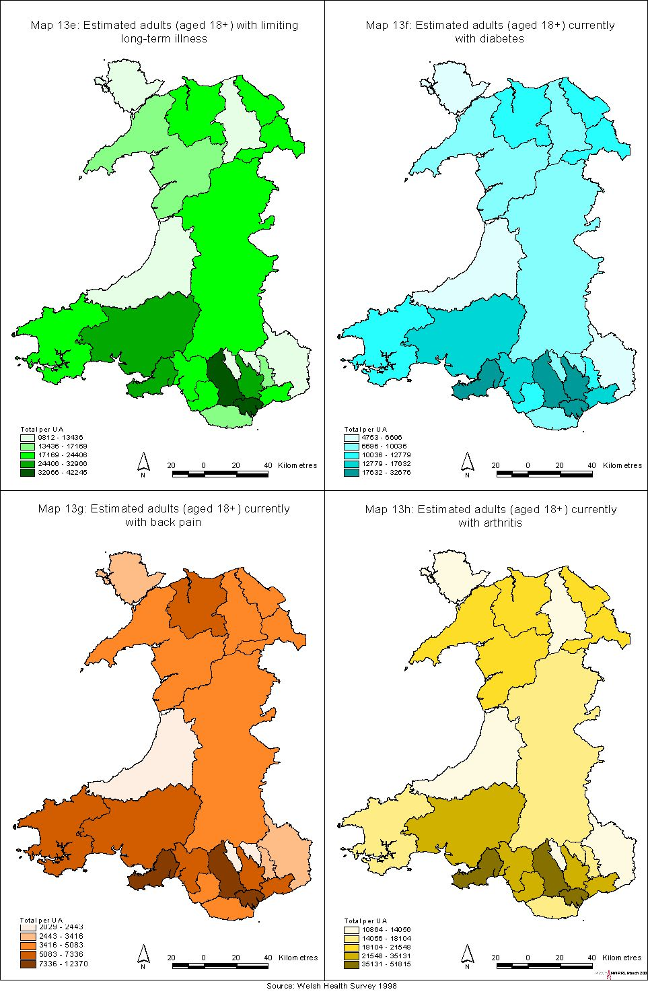 Map 13e: Estimated adults (aged 18+) with limiting
long-term illness
Total per UA
9812 - 13436
13436 - 17169
17169 - 24406
24406 - 32966
32966 - 42245
N
20 0 20 40 Kilometres
Map 13f: Estimated adults (aged 18+) currently
with diabetes
Total per UA
4753 - 6696
6696 - 10036
10036 - 12779
12779 - 17632
17632 - 32676
N
20 0 20 40 Kilometres
Map 13g: Estimated adults (aged 18+) currently
with back pain
Total per UA
2029 - 2443
2443 - 3416
3416 - 5083
5083 - 7336
7336 - 12370
N
20 0 20 40 Kilometres
Map 13h: Estimated adults (aged 18+) currently
with arthritis
Total per UA
10864 - 14056
14056 - 18104
18104 - 21548
21548 - 35131
35131 - 51815
N
20 0 20 40 Kilometres
March 200
Source: Welsh Health Survey 1998